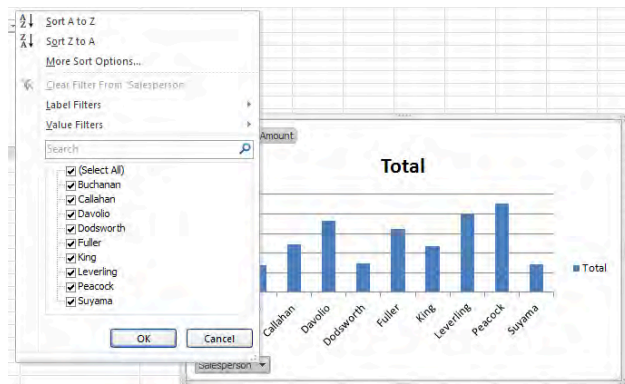 Sort A to Z
Sort Z to A
More Sort Options...
Clear Filter From 'Salesperson'
Label Filters
Value Filters
Search
(Select All)
Buchanan
Callahan
Davolio
Dodsworth
Fuller
King
Leverling
Peacock
Suyama
OK Cancel
Amount
Total
Total
Callahan Davolio Dodsworth Fuller King Leverling Peacock Suyama
Salesperson